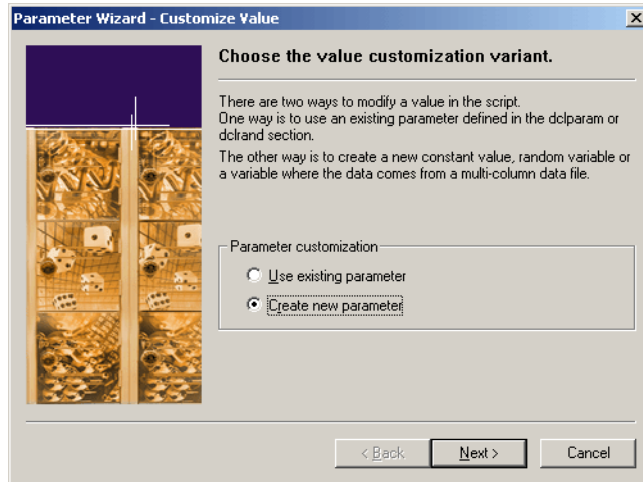 Parameter Wizard - Customize Value
Choose the value customization variant.
There are two ways to modify a value in the script.
One way is to use an existing parameter defined in the dclparam or
dclrand section.
The other way is to create a new constant value, random variable or
a variable where the data comes from a multi-column data file.
Parameter customization
Use existing parameter
Create new parameter
< Back
Next >
Cancel